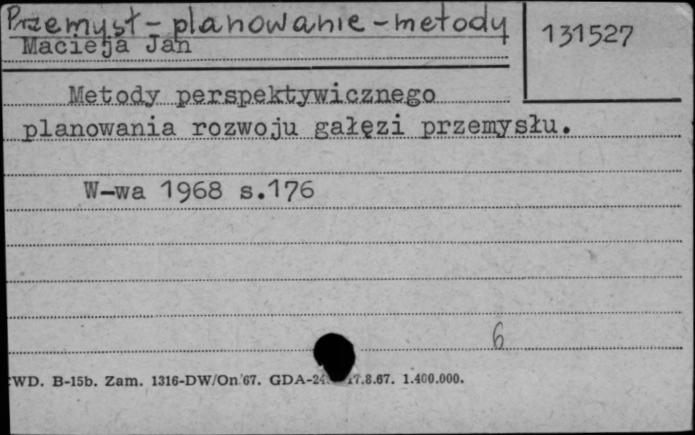 Przemysł - planowanie - metody
131527
Macieja Jan
Metody perspektywicznego
planowania rozwoju gałęzi przemysłu.
W-wa 1968 s.176
6
WD. B-15b. Zam. 1316-DW/On/67. GDA-24 17.8.67. 1.400.000.